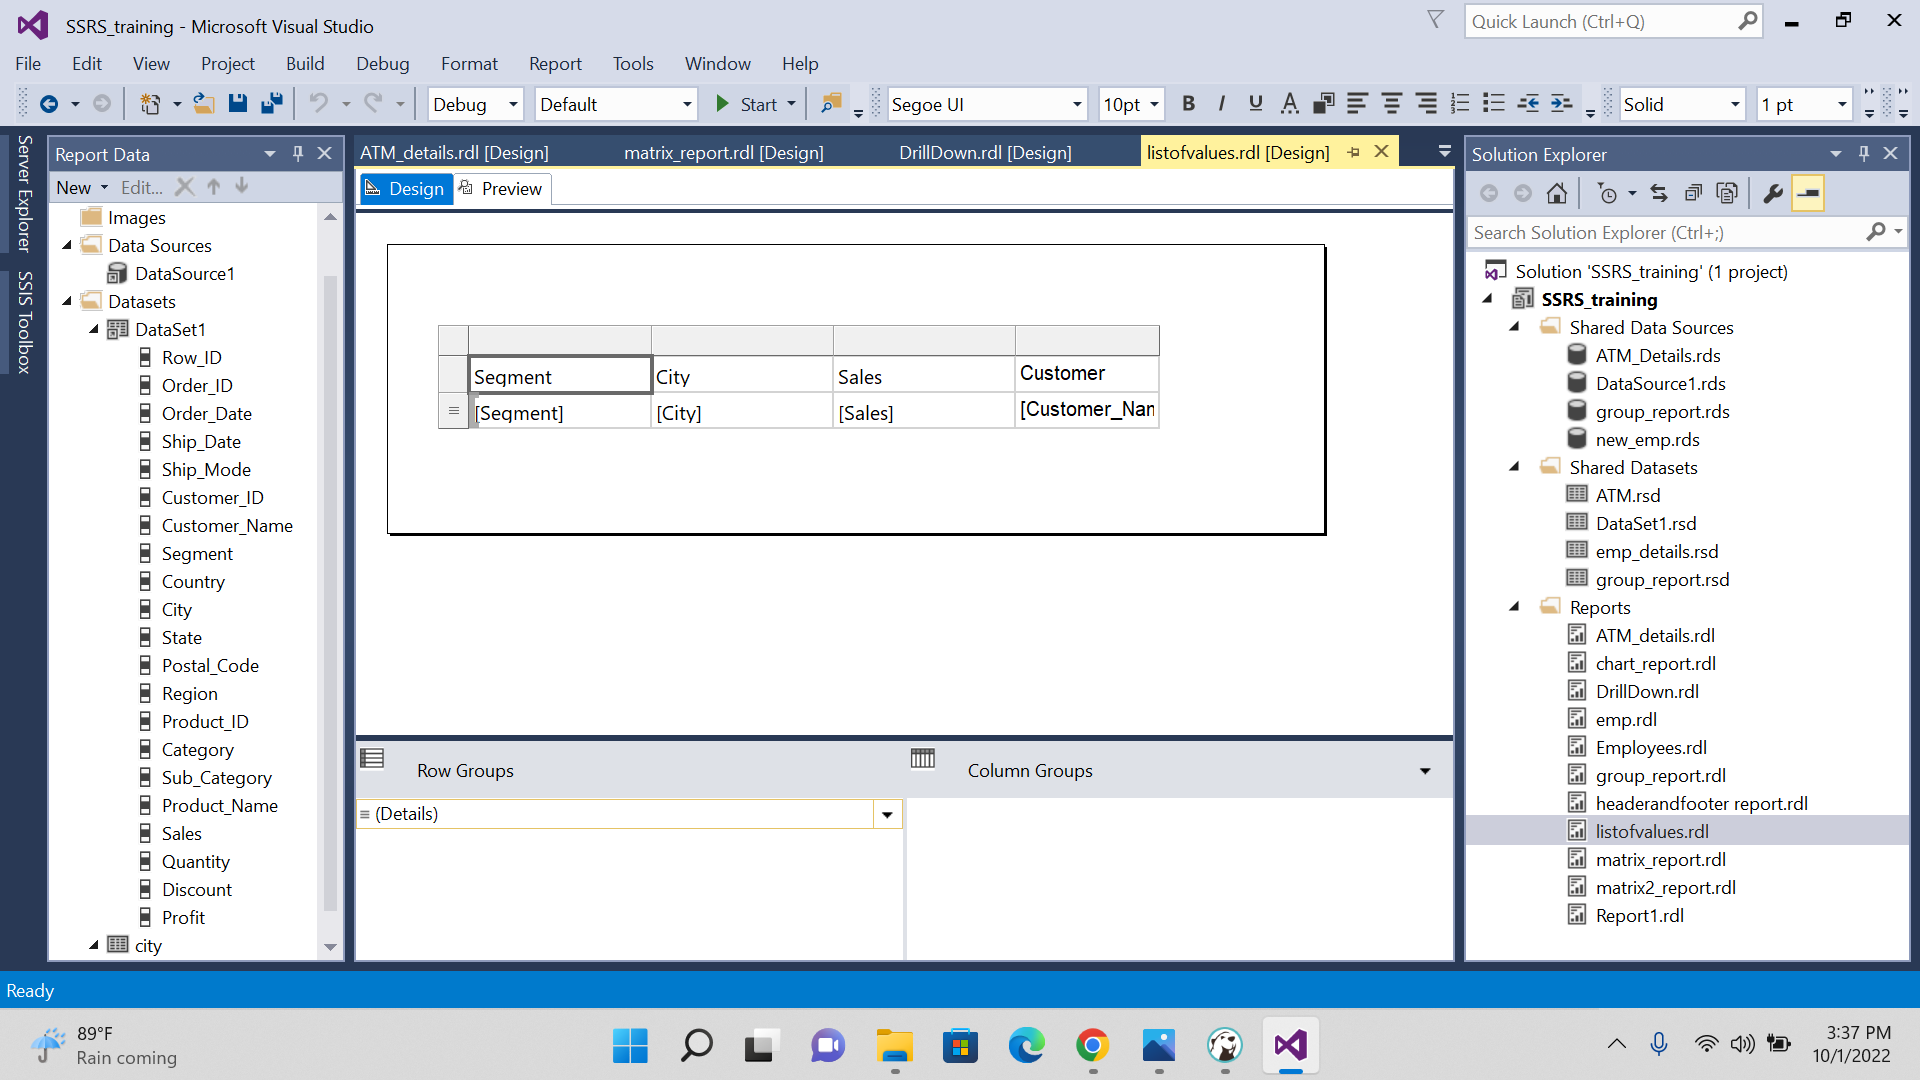 SSRS_training - Microsoft Visual Studio
Quick Launch (Ctrl+Q)
File Edit View Project Build Debug Format Report Tools Window Help
Debug Default Start Segoe UI 10pt B I U A Solid 1 pt
Server Explorer
SSIS Toolbox
Report Data
New Edit...
Images
Data Sources
DataSource1
Datasets
DataSet1
Row_ID
Order_ID
Order_Date
Ship_Date
Ship_Mode
Customer_ID
Customer_Name
Segment
Country
City
State
Postal_Code
Region
Product_ID
Category
Sub_Category
Product_Name
Sales
Quantity
Discount
Profit
city
ATM_details.rdl [Design] matrix_report.rdl [Design] DrillDown.rdl [Design] listofvalues.rdl [Design]
Design Preview
Segment City Sales Customer
[Segment] [City] [Sales] [Customer_Nan
Row Groups
Column Groups
(Details)
Solution Explorer
Search Solution Explorer (Ctrl+;)
Solution 'SSRS_training' (1 project)
SSRS_training
Shared Data Sources
ATM_Details.rds
DataSource1.rds
group_report.rds
new_emp.rds
Shared Datasets
ATM.rsd
DataSet1.rsd
emp_details.rsd
group_report.rsd
Reports
ATM_details.rdl
chart_report.rdl
DrillDown.rdl
emp.rdl
Employees.rdl
group_report.rdl
headerandfooter report.rdl
listofvalues.rdl
matrix_report.rdl
matrix2_report.rdl
Report1.rdl
Ready
89°F
Rain coming
3:37 PM
10/1/2022